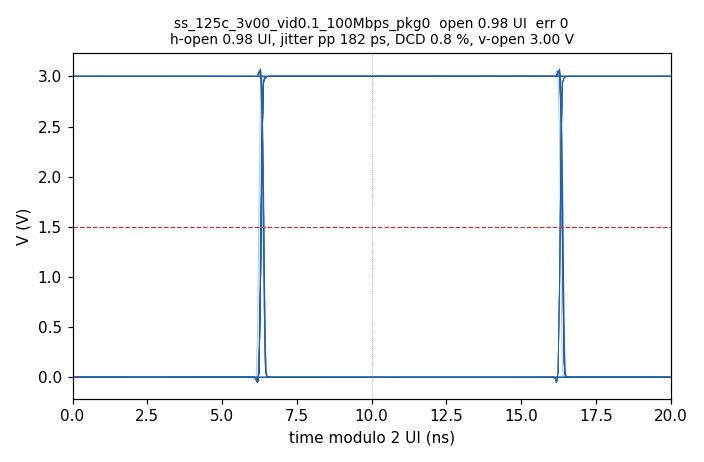 ss_125c_3v00_vid0.1_100Mbps_pkg0  open 0.98 UI  err 0
h-open 0.98 UI, jitter pp 182 ps, DCD 0.8 %, v-open 3.00 V
3.0
2.5
2.0
1.5
1.0
0.5
0.0
V (V)
0.0 2.5 5.0 7.5 10.0 12.5 15.0 17.5 20.0
time modulo 2 UI (ns)